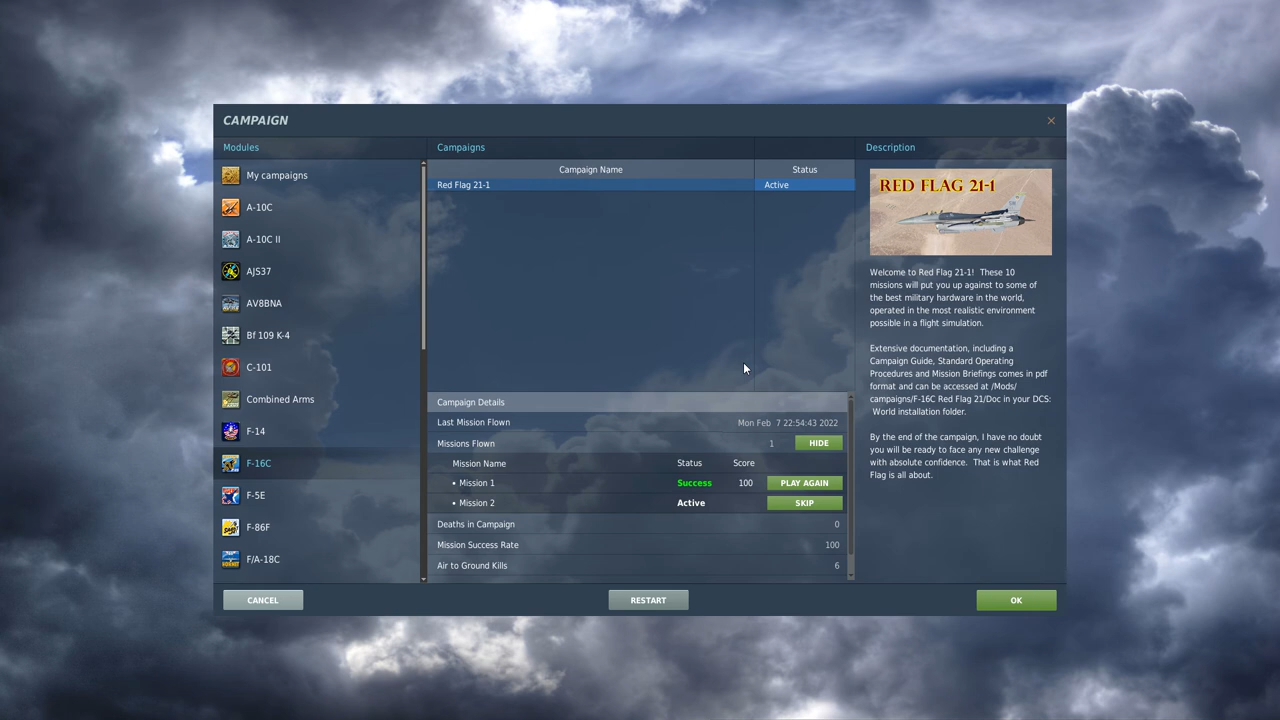 CAMPAIGN
Modules
Campaigns
Description
My campaigns
A-10C
A-10C II
AJS37
AV8BNA
Bf 109 K-4
C-101
Combined Arms
F-14
F-16C
F-5E
F-86F
F/A-18C
Campaign Name Status
Red Flag 21-1 Active
Campaign Details
Last Mission Flown Mon Feb 7 22:54:43 2022
Missions Flown 1 HIDE
Mission Name Status Score
• Mission 1 Success 100 PLAY AGAIN
• Mission 2 Active SKIP
Deaths in Campaign 0
Mission Success Rate 100
Air to Ground Kills 6
RED FLAG 21-1
Welcome to Red Flag 21-1! These 10
missions will put you up against to some of
the best military hardware in the world,
operated in the most realistic environment
possible in a flight simulation.
Extensive documentation, including a
Campaign Guide, Standard Operating
Procedures and Mission Briefings comes in pdf
format and can be accessed at /Mods/
campaigns/F-16C Red Flag 21/Doc in your DCS:
World installation folder.
By the end of the campaign, I have no doubt
you will be ready to face any new challenge
with absolute confidence. That is what Red
Flag is all about.
CANCEL
RESTART
OK